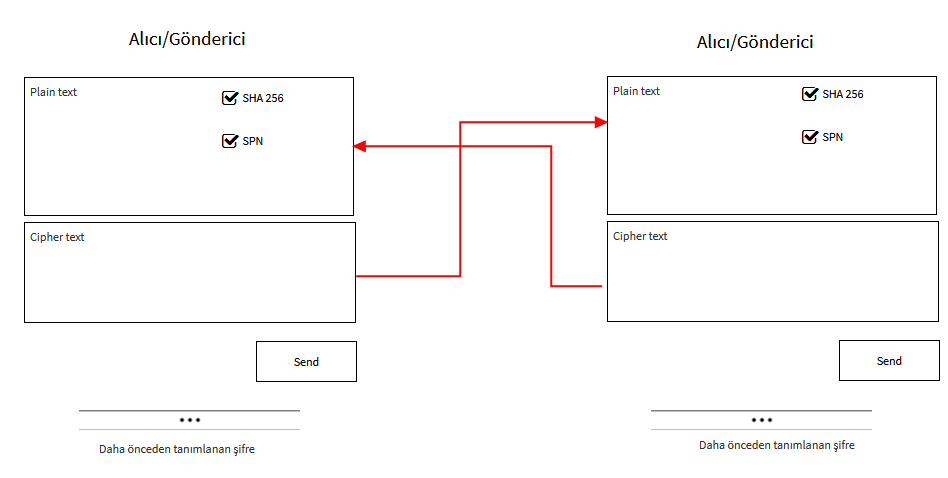 Alıcı/Gönderici
Plain text
SHA 256
SPN
Cipher text
Send
•••
Daha önceden tanımlanan şifre
Alıcı/Gönderici
Plain text
SHA 256
SPN
Cipher text
Send
•••
Daha önceden tanımlanan şifre